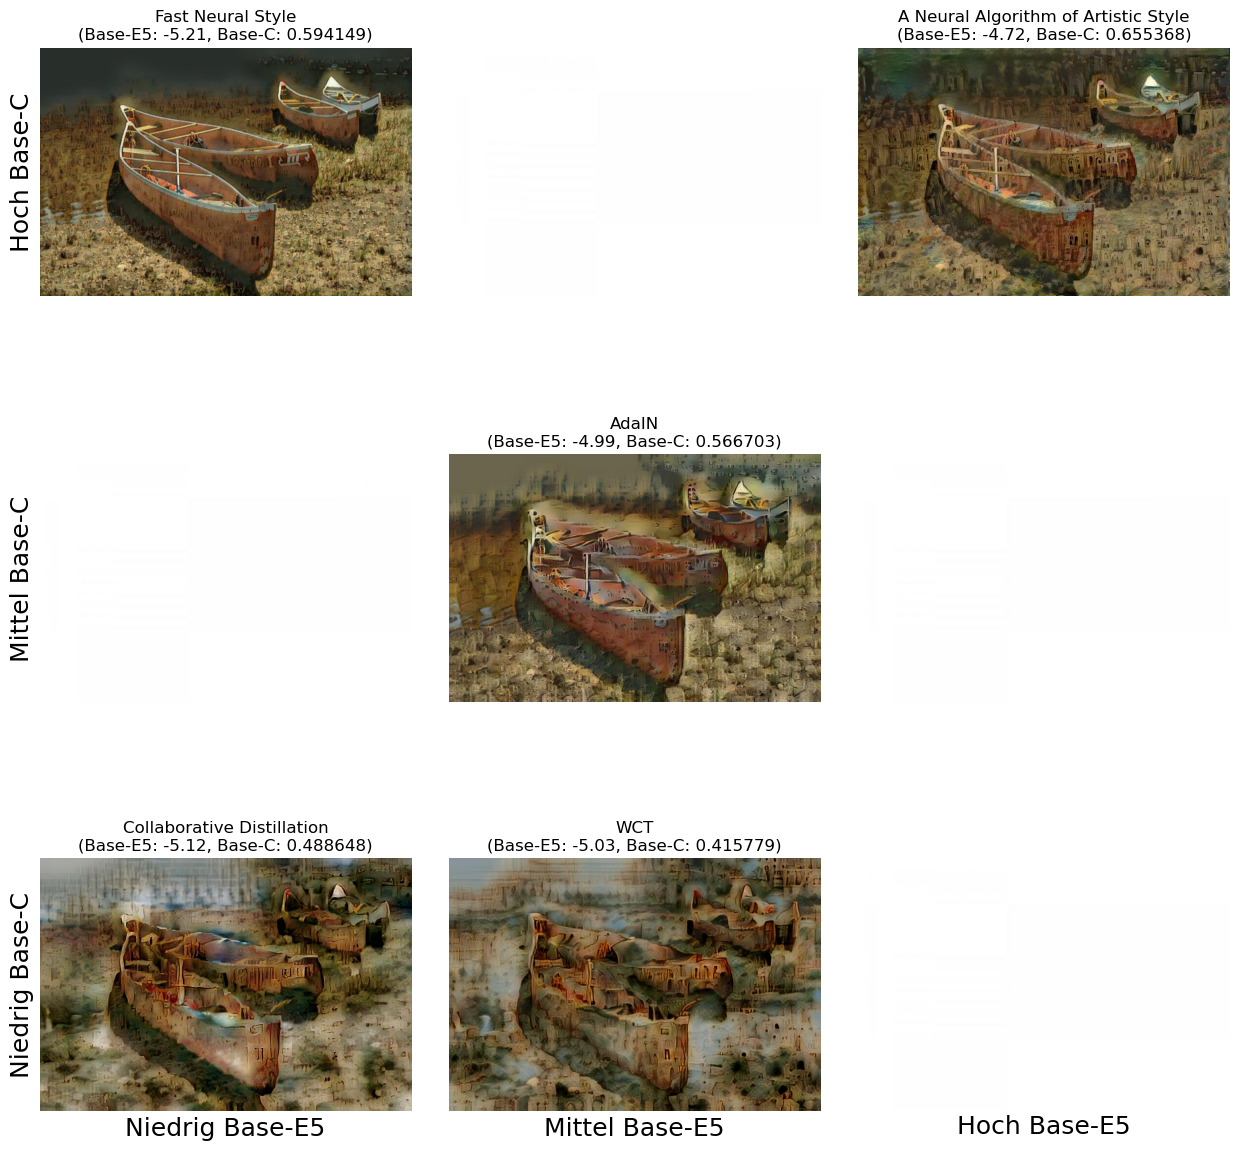 Fast Neural Style
(Base-E5: -5.21, Base-C: 0.594149)
A Neural Algorithm of Artistic Style
(Base-E5: -4.72, Base-C: 0.655368)
Hoch Base-C
AdaIN
(Base-E5: -4.99, Base-C: 0.566703)
Mittel Base-C
Collaborative Distillation
(Base-E5: -5.12, Base-C: 0.488648)
WCT
(Base-E5: -5.03, Base-C: 0.415779)
Niedrig Base-C
Niedrig Base-E5
Mittel Base-E5
Hoch Base-E5